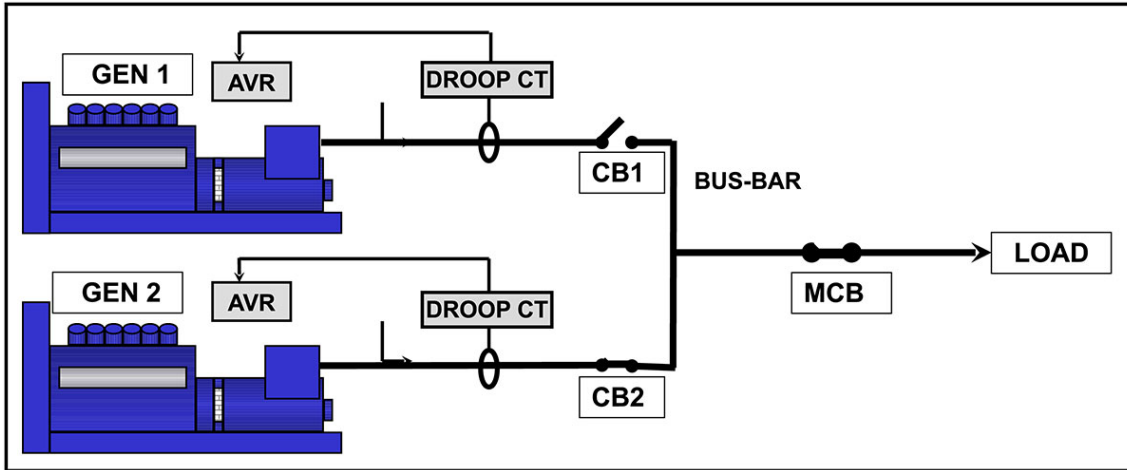 GEN 1
AVR
DROOP CT
CB1
BUS-BAR
MCB
LOAD
GEN 2
AVR
DROOP CT
CB2